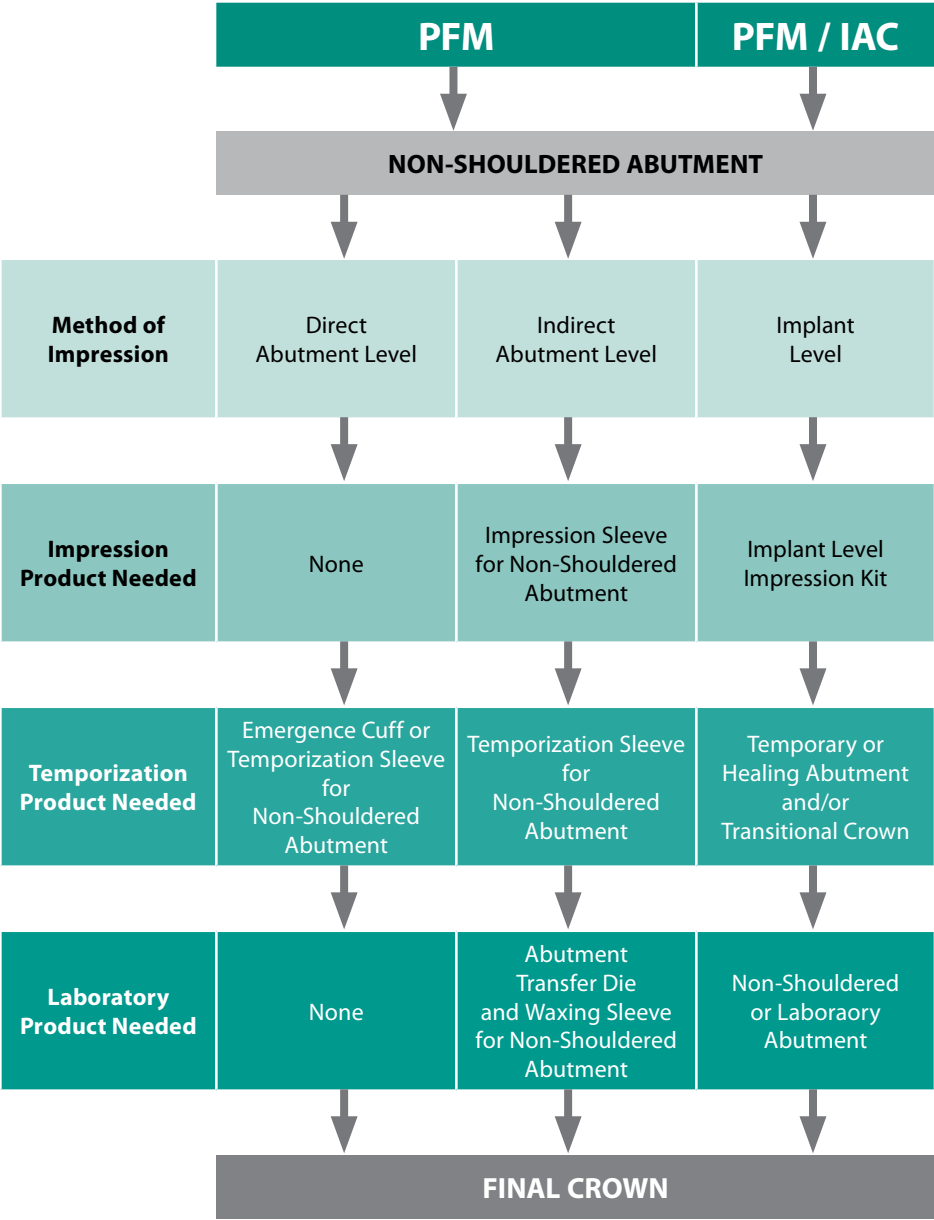 PFM
PFM / IAC
NON-SHOULDERED ABUTMENT
Method of
Impression
Direct
Abutment Level
Indirect
Abutment Level
Implant
Level
Impression
Product Needed
None
Impression Sleeve
for Non-Shouldered
Abutment
Implant Level
Impression Kit
Temporization
Product Needed
Emergence Cuff or
Temporization Sleeve
for
Non-Shouldered
Abutment
Temporization Sleeve
for
Non-Shouldered
Abutment
Temporary or
Healing Abutment
and/or
Transitional Crown
Laboratory
Product Needed
None
Abutment
Transfer Die
and Waxing Sleeve
for Non-Shouldered
Abutment
Non-Shouldered
or Laboraory
Abutment
FINAL CROWN